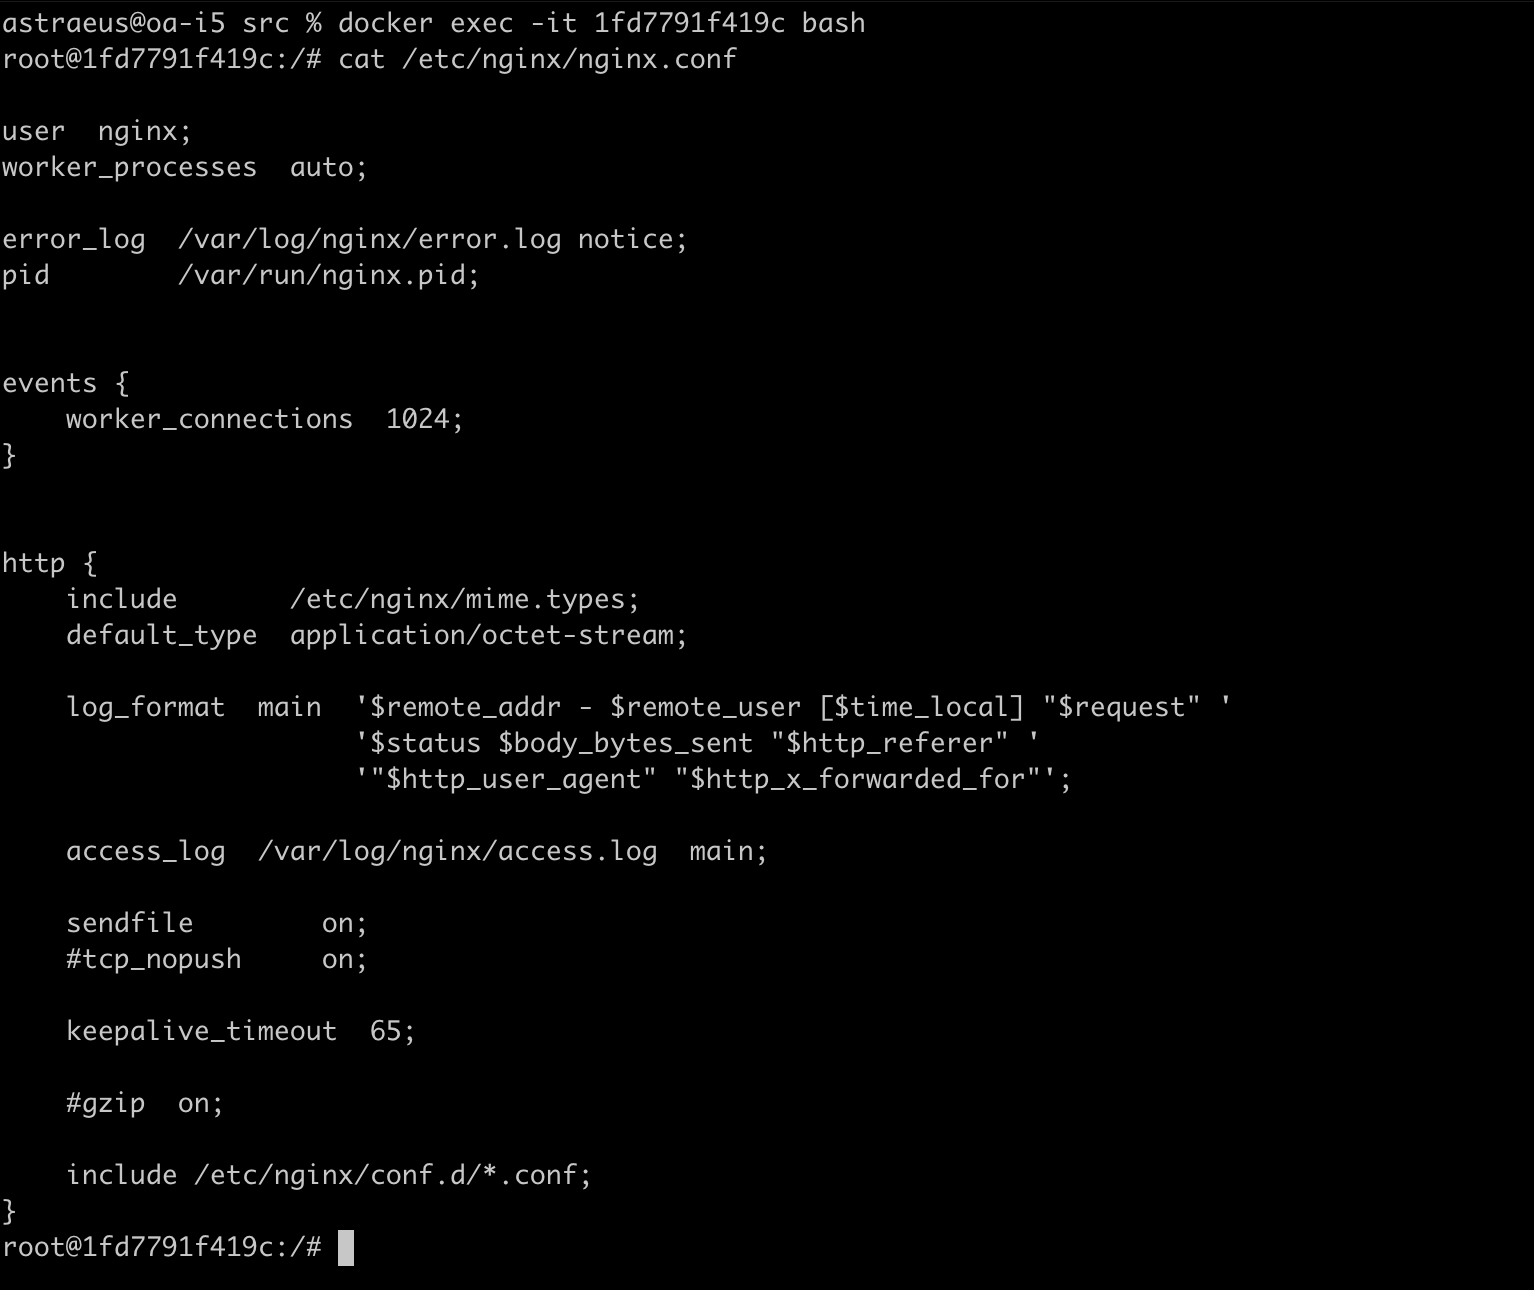 astraeus@oa-i5 src % docker exec -it 1fd7791f419c bash
root@1fd7791f419c:/# cat /etc/nginx/nginx.conf

user  nginx;
worker_processes  auto;

error_log  /var/log/nginx/error.log notice;
pid        /var/run/nginx.pid;


events {
    worker_connections  1024;
}


http {
    include       /etc/nginx/mime.types;
    default_type  application/octet-stream;

    log_format  main  '$remote_addr - $remote_user [$time_local] "$request" '
                      '$status $body_bytes_sent "$http_referer" '
                      '"$http_user_agent" "$http_x_forwarded_for"';

    access_log  /var/log/nginx/access.log  main;

    sendfile        on;
    #tcp_nopush     on;

    keepalive_timeout  65;

    #gzip  on;

    include /etc/nginx/conf.d/*.conf;
}
root@1fd7791f419c:/#